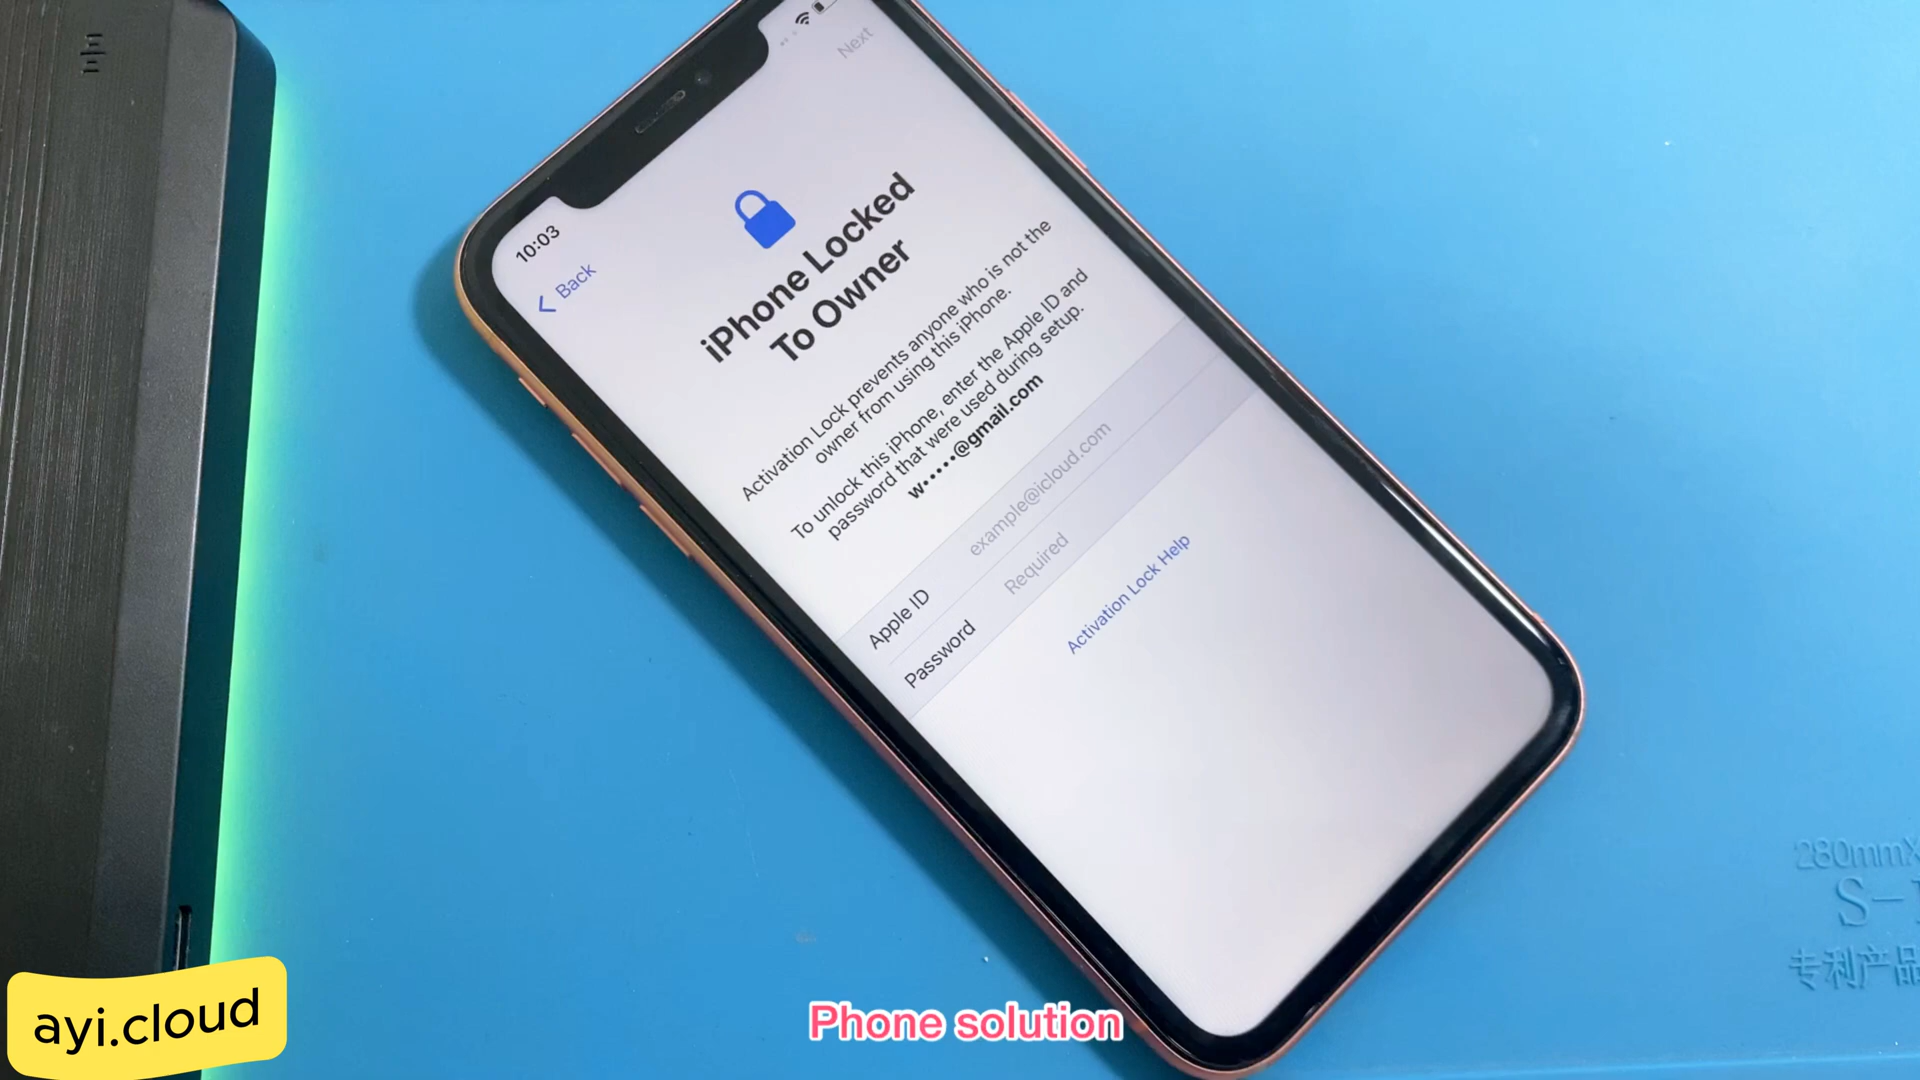 Next
10:03
Back
iPhone Locked
To Owner
Activation Lock prevents anyone who is not the
owner from using this iPhone.
To unlock this iPhone, enter the Apple ID and
password that were used during setup.
w••••@gmail.com
Apple ID example@icloud.com
Password Required
Activation Lock Help
280mmX
S-
专利产品
ayi.cloud
Phone solution